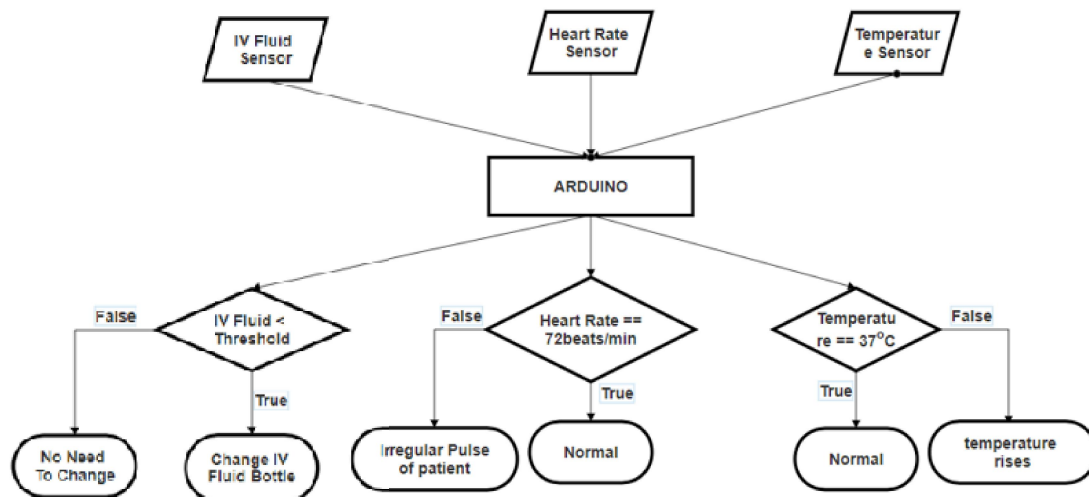 IV Fluid
Sensor
Heart Rate
Sensor
Temperatur
e Sensor
ARDUINO
False
IV Fluid <
Threshold
True
False
Heart Rate ==
72beats/min
True
Temperatu
re == 37°C
False
True
No Need
To Change
Change IV
Fluid Bottle
Irregular Pulse
of patient
Normal
Normal
temperature
rises